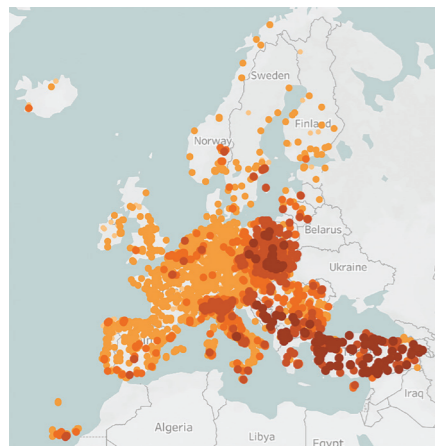 Sweden
Finland
Norway
Belarus
Ukraine
Iraq
Algeria
Libya
Egypt